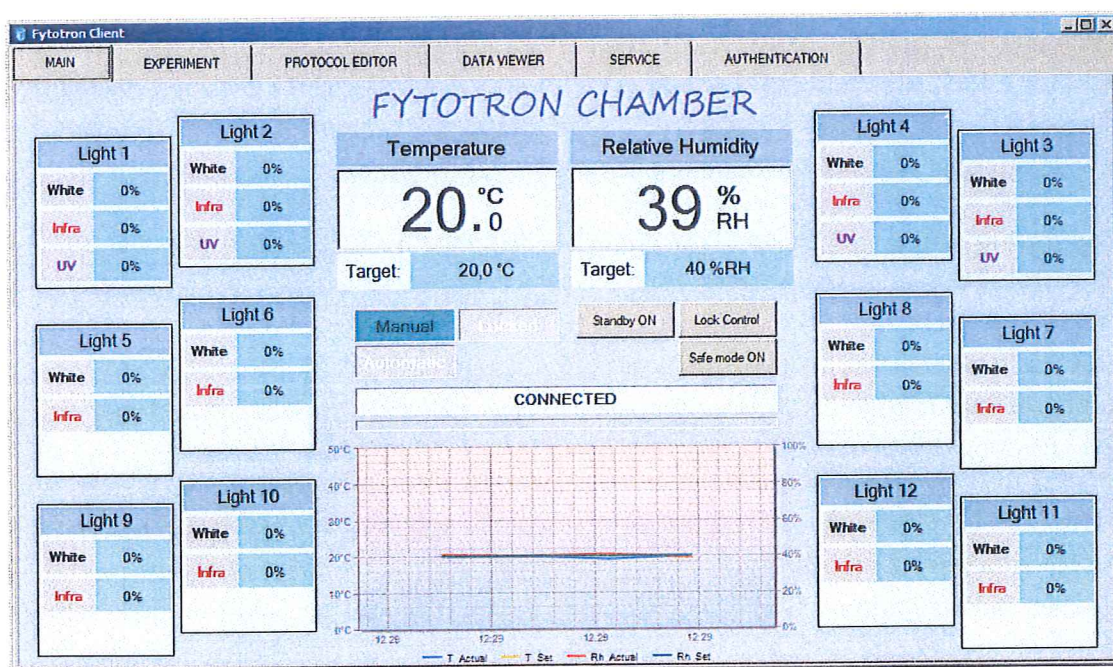 Fytotron Client
MAIN EXPERIMENT PROTOCOL EDITOR DATA VIEWER SERVICE AUTHENTICATION
FYTOTRON CHAMBER
Light 1
White 0%
Infra 0%
UV 0%
Light 2
White 0%
Infra 0%
UV 0%
Temperature
20.0 °C
Target: 20,0 °C
Relative Humidity
39 % RH
Target: 40 %RH
Light 4
White 0%
Infra 0%
UV 0%
Light 3
White 0%
Infra 0%
UV 0%
Light 5
White 0%
Infra 0%
Light 6
White 0%
Infra 0%
Manual Locked Standby ON Lock Control
Automatic Safe mode ON
CONNECTED
Light 8
White 0%
Infra 0%
Light 7
White 0%
Infra 0%
Light 9
White 0%
Infra 0%
Light 10
White 0%
Infra 0%
50°C 100%
40°C 80%
30°C 60%
20°C 40%
10°C 20%
0°C 0%
12:29 12:29 12:29 12:29
T Actual T Set Rh Actual Rh Set
Light 12
White 0%
Infra 0%
Light 11
White 0%
Infra 0%